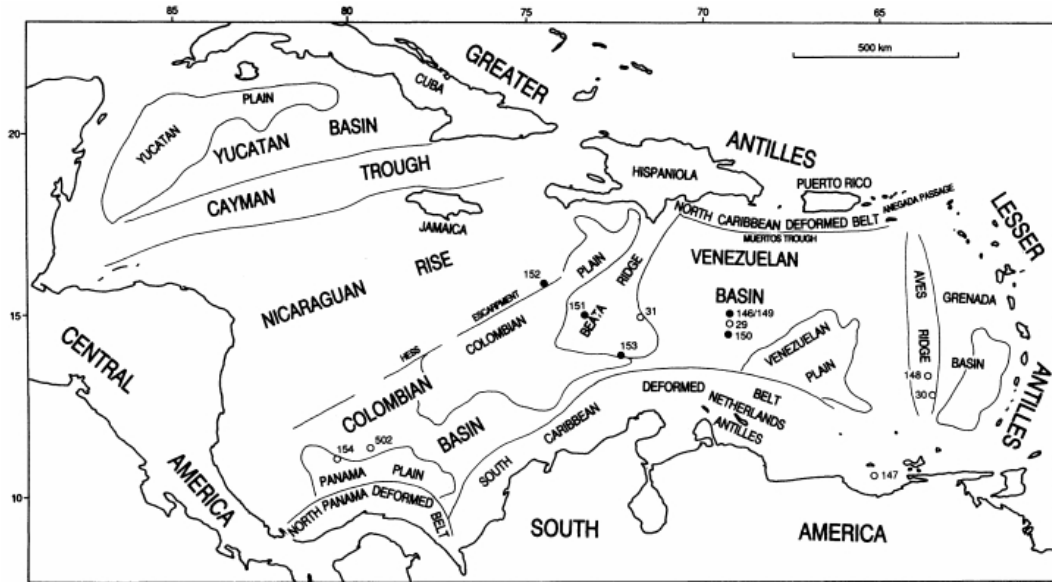 85
80
75
70
65
500 km
GREATER
CUBA
PLAIN
YUCATAN
BASIN
YUCATAN
20
TROUGH
CAYMAN
ANTILLES
HISPANIOLA
PUERTO RICO
ANEGADA PASSAGE
LESSER
JAMAICA
NORTH CARIBBEAN DEFORMED BELT
MUERTOS TROUGH
VENEZUELAN
BASIN
RISE
NICARAGUAN
152
PLAIN
RIDGE
BEATA
151
31
ESCARPMENT
HESS
COLOMBIAN
146/149
29
150
153
AVES
RIDGE
GRENADA
BASIN
148
30
15
VENEZUELAN
PLAIN
ANTILLES
CENTRAL
COLOMBIAN
BASIN
DEFORMED
BELT
CARIBBEAN
SOUTH
NETHERLANDS
ANTILLES
154
502
PANAMA
PLAIN
147
AMERICA
10
NORTH PANAMA DEFORMED BELT
SOUTH
AMERICA